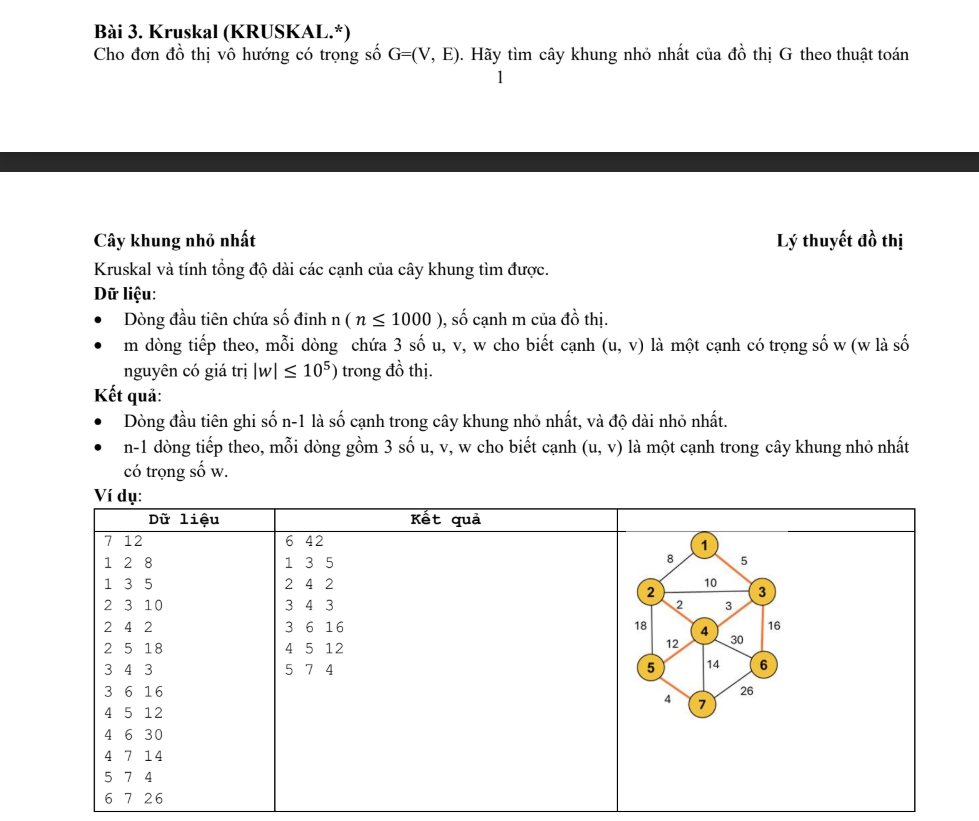 Bài 3. Kruskal (KRUSKAL.*)
Cho đơn đồ thị vô hướng có trọng số G=(V, E). Hãy tìm cây khung nhỏ nhất của đồ thị G theo thuật toán
1
Cây khung nhỏ nhất Lý thuyết đồ thị
Kruskal và tính tổng độ dài các cạnh của cây khung tìm được.
Dữ liệu:
• Dòng đầu tiên chứa số đỉnh n ( n ≤ 1000 ), số cạnh m của đồ thị.
• m dòng tiếp theo, mỗi dòng chứa 3 số u, v, w cho biết cạnh (u, v) là một cạnh có trọng số w (w là số
nguyên có giá trị |w| ≤ 10⁵) trong đồ thị.
Kết quả:
• Dòng đầu tiên ghi số n-1 là số cạnh trong cây khung nhỏ nhất, và độ dài nhỏ nhất.
• n-1 dòng tiếp theo, mỗi dòng gồm 3 số u, v, w cho biết cạnh (u, v) là một cạnh trong cây khung nhỏ nhất
có trọng số w.
Ví dụ:
Dữ liệu Kết quả
7 12
1 2 8
1 3 5
2 3 10
2 4 2
2 5 18
3 4 3
3 6 16
4 5 12
4 6 30
4 7 14
5 7 4
6 7 26
6 42
1 3 5
2 4 2
3 4 3
3 6 16
4 5 12
5 7 4
1
8 5
10
2 3
2 3
18 4 16
12 30
5 14 6
4 26
7